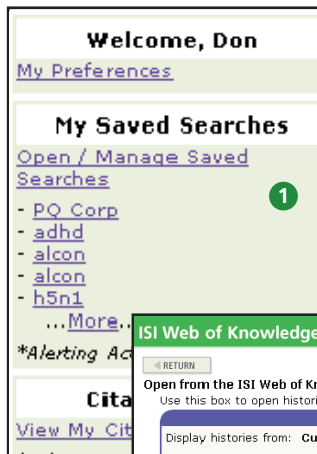 Welcome, Don
My Preferences
My Saved Searches
Open / Manage Saved
Searches
1
- PQ Corp
- adhd
- alcon
- alcon
- h5n1
...More..
*Alerting
Cita
View My Cit
ISI Web of Knowledge
RETURN
Open from the ISI Web of
Use this box to open histori
Display histories from: Cu